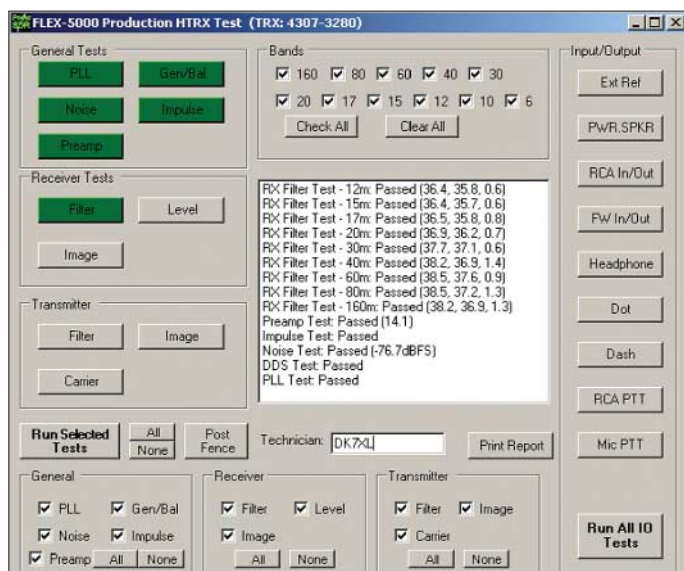 FLEX-5000 Production HTRX Test (TRX: 4307-3280)
General Tests
PLL Gen/Bal
Noise Impulse
Preamp
Receiver Tests
Filter Level
Image
Transmitter
Filter Image
Carrier
Bands
160 80 60 40 30
20 17 15 12 10 6
Check All Clear All
RX Filter Test - 12m: Passed (36.4, 35.8, 0.6)
RX Filter Test - 15m: Passed (36.4, 35.7, 0.6)
RX Filter Test - 17m: Passed (36.5, 35.8, 0.8)
RX Filter Test - 20m: Passed (36.9, 36.2, 0.7)
RX Filter Test - 30m: Passed (37.7, 37.1, 0.6)
RX Filter Test - 40m: Passed (38.2, 36.9, 1.4)
RX Filter Test - 60m: Passed (38.5, 37.6, 0.9)
RX Filter Test - 80m: Passed (38.5, 37.2, 1.3)
RX Filter Test - 160m: Passed (38.2, 36.9, 1.3)
Preamp Test: Passed (14.1)
Impulse Test: Passed
Noise Test: Passed (-76.7dBFS)
DDS Test: Passed
PLL Test: Passed
Input/Output
Ext Ref
PWR.SPKR
RCA In/Out
FW In/Out
Headphone
Dot
Dash
RCA PTT
Mic PTT
Run All IO
Tests
Run Selected
Tests
All
None
Post
Fence
Technician: DK7XL
Print Report
General
PLL Gen/Bal
Noise Impulse
Preamp All None
Receiver
Filter Level
Image
All None
Transmitter
Filter Image
Carrier
All None